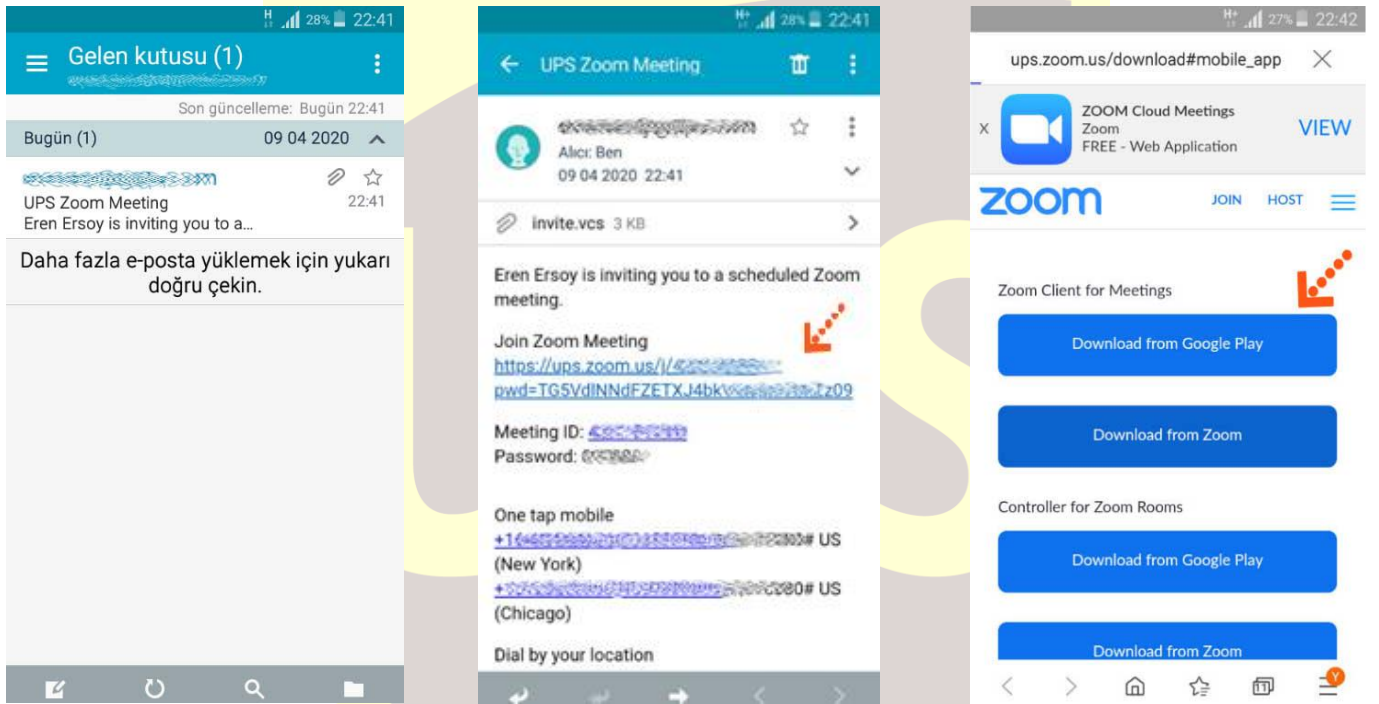 H 28% 22:41
Gelen kutusu (1)
Son güncelleme: Bugün 22:41
Bugün (1) 09 04 2020
UPS Zoom Meeting 22:41
Eren Ersoy is inviting you to a...
Daha fazla e-posta yüklemek için yukarı
doğru çekin.
H+ 28% 22:41
UPS Zoom Meeting
Alıcı: Ben
09 04 2020 22:41
invite.vcs 3 KB
Eren Ersoy is inviting you to a scheduled Zoom
meeting.
Join Zoom Meeting
https://ups.zoom.us/j/
Meeting ID:
Password:
One tap mobile
# US
(New York)
# US
(Chicago)
Dial by your location
H+ 27% 22:42
ups.zoom.us/download#mobile_app
ZOOM Cloud Meetings
x Zoom VIEW
FREE - Web Application
zoom JOIN HOST
Zoom Client for Meetings
Download from Google Play
Download from Zoom
Controller for Zoom Rooms
Download from Google Play
Download from Zoom
11 Y